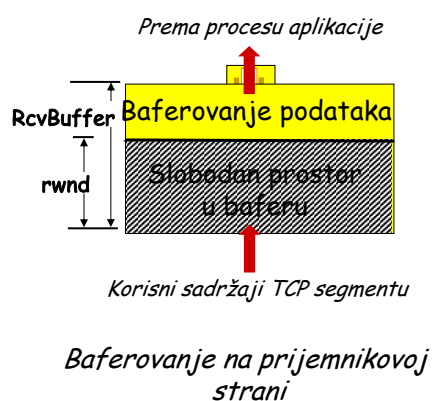 Prema procesu aplikacije
RcvBuffer
Baferovanje podataka
rwnd
Slobodan prostor
u baferu
Korisni sadržaji TCP segmentu
Baferovanje na prijemnikovoj
strani